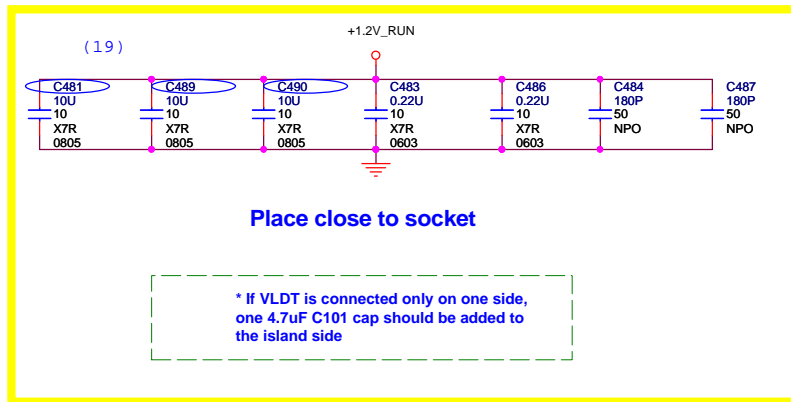 +1.2V_RUN
(19)
C481
10U
10
X7R
0805
C489
10U
10
X7R
0805
C490
10U
10
X7R
0805
C483
0.22U
10
X7R
0603
C486
0.22U
10
X7R
0603
C484
180P
50
NPO
C487
180P
50
NPO
Place close to socket
* If VLDT is connected only on one side,
one 4.7uF C101 cap should be added to
the island side